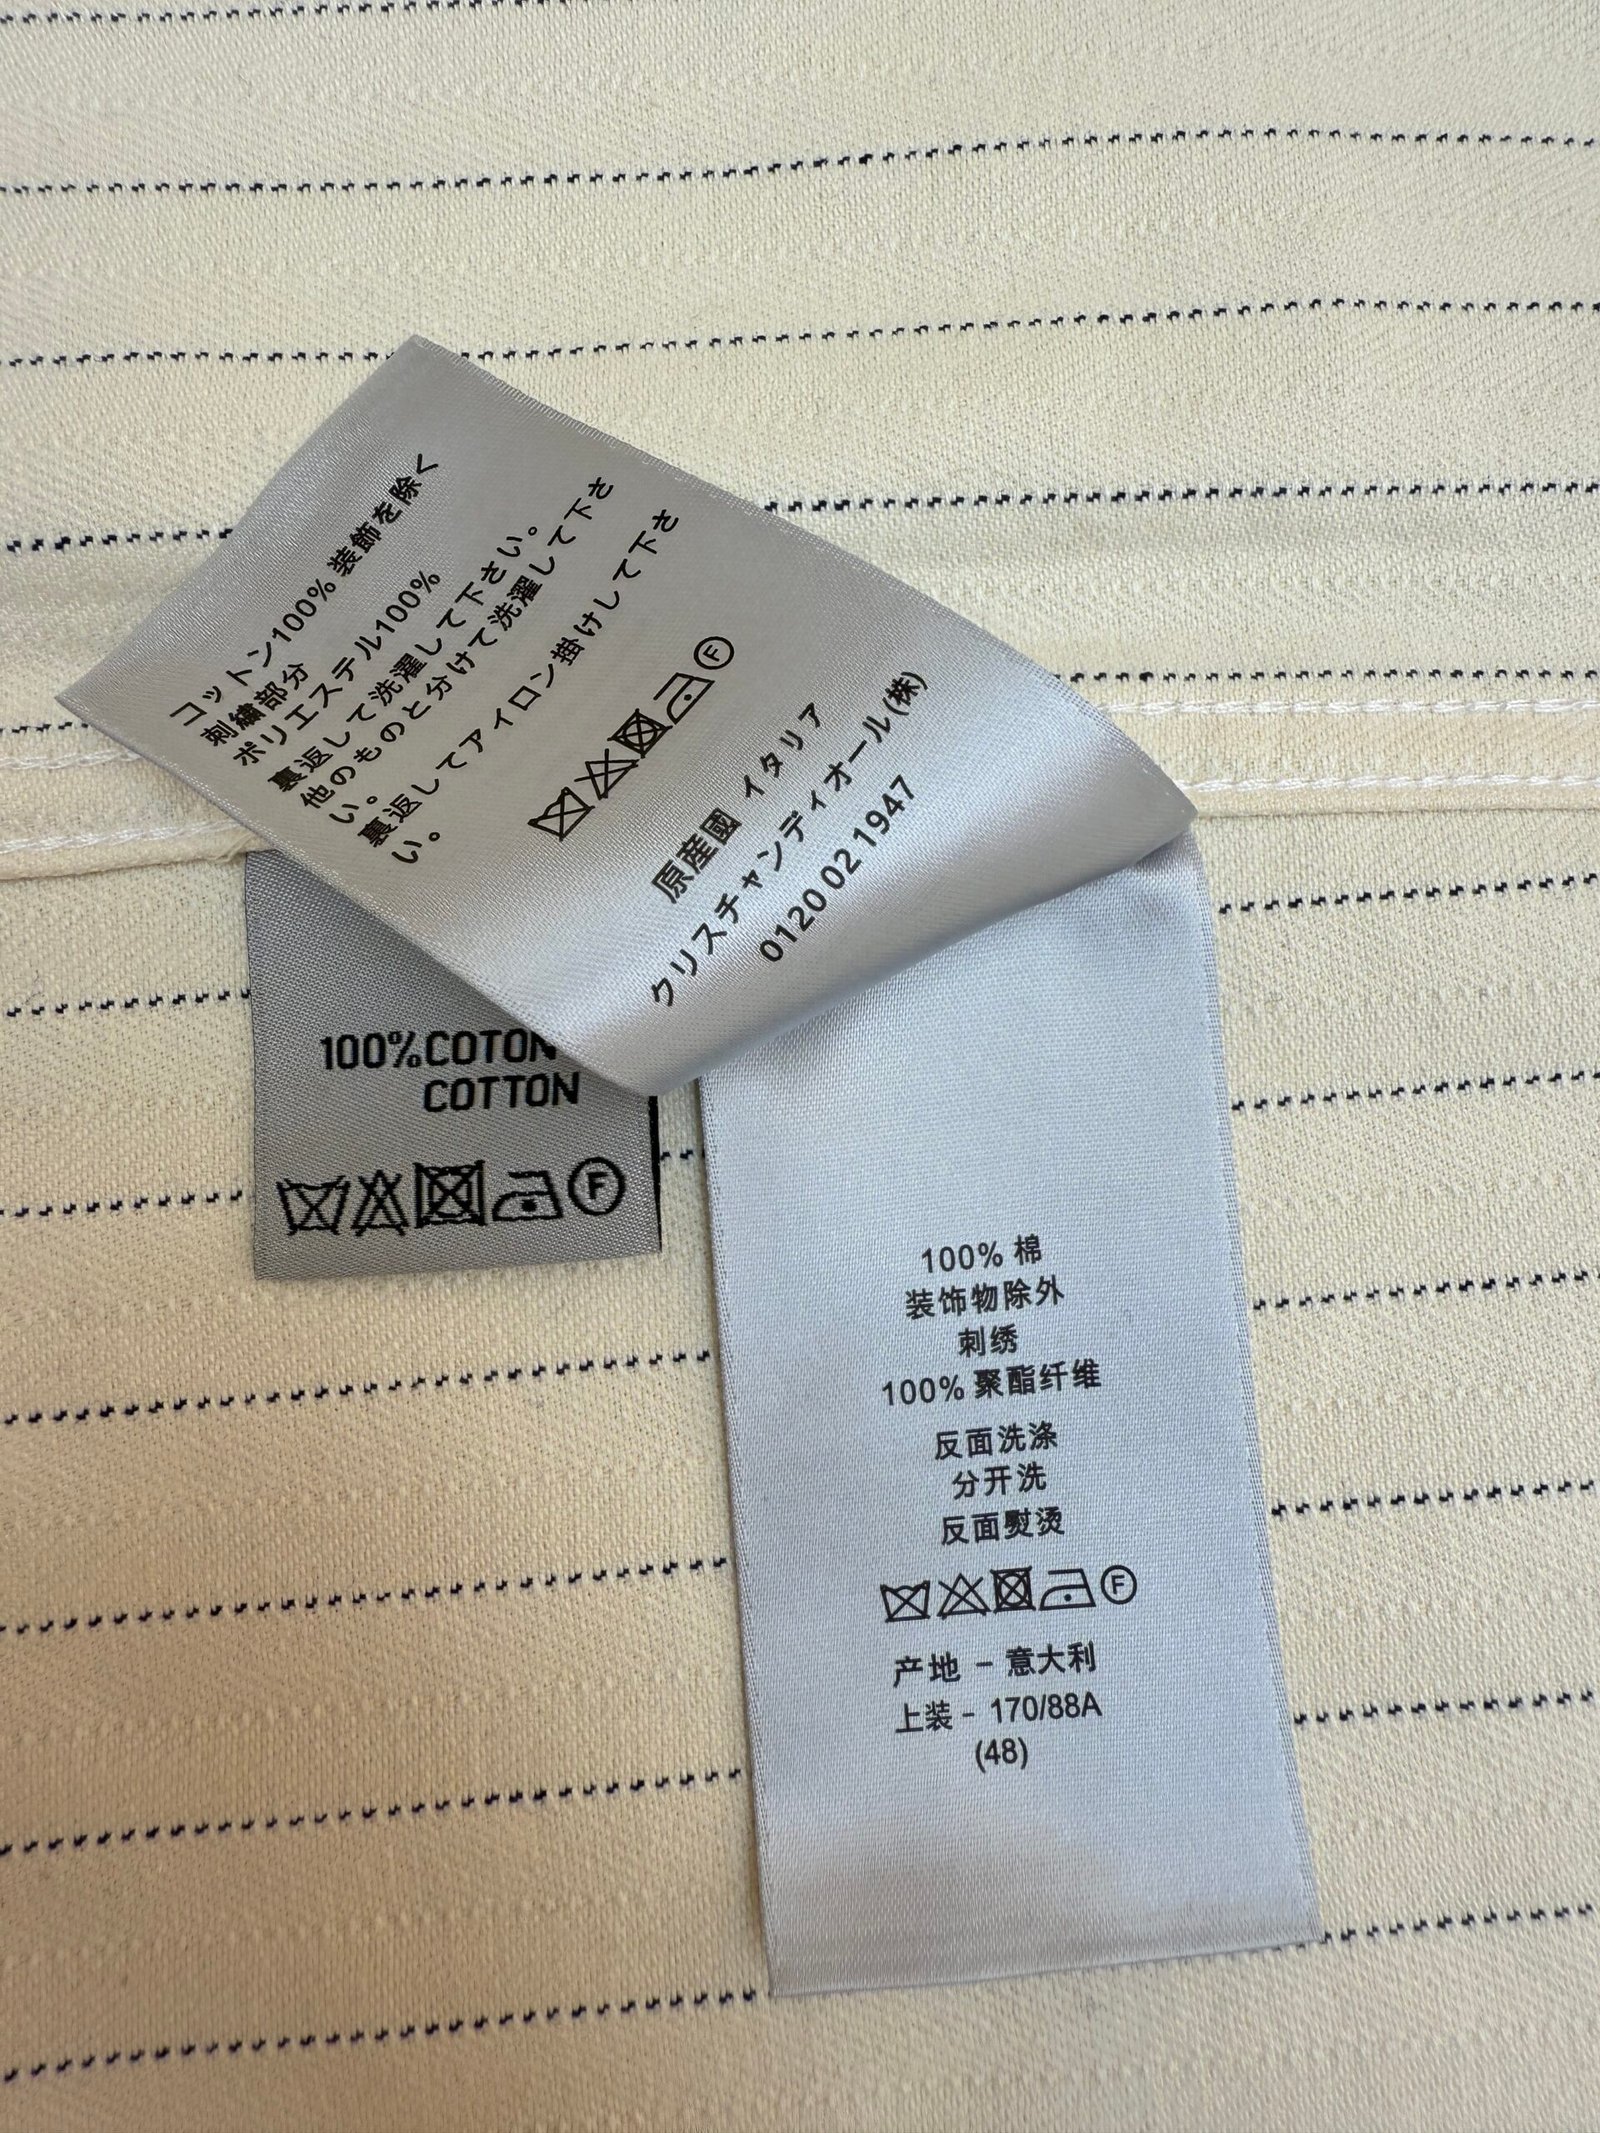 コットン100% 装飾を除く
刺繍部分
ポリエステル100%
裏返して洗濯して下さい。
他のものと分けて洗濯して下さ
い。
裏返してアイロン掛けして下さ
い。
F
原産國 イタリア
クリスチャンディオール(株)
0120 02 1947
100%COTON
COTTON
F
100% 棉
装饰物除外
刺绣
100% 聚酯纤维
反面洗涤
分开洗
反面熨烫
F
产地 - 意大利
上装 - 170/88A
(48)